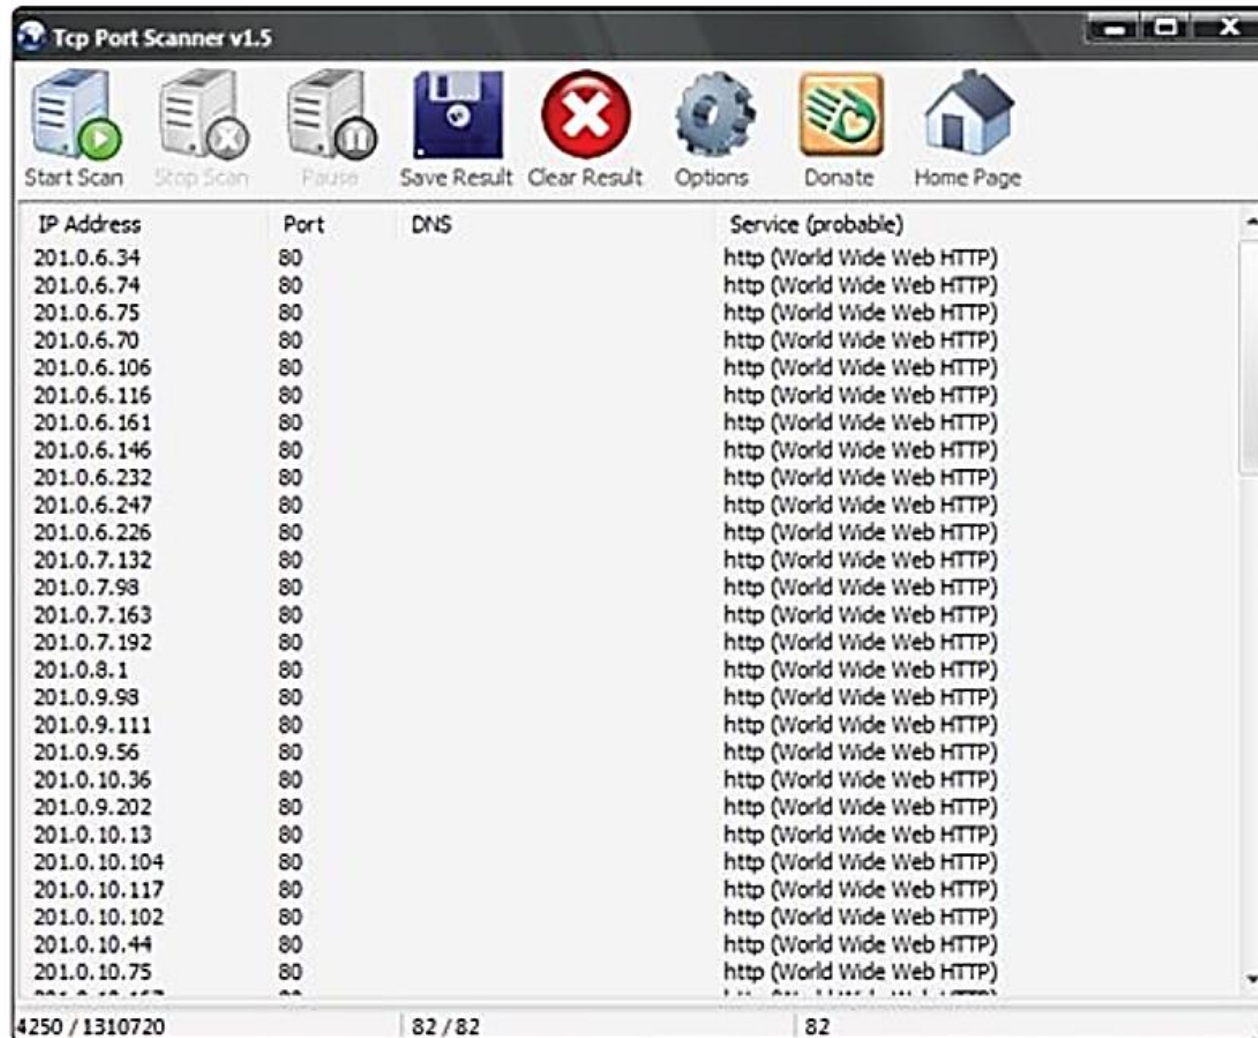 Tcp Port Scanner v1.5
Start Scan Stop Scan Pause Save Result Clear Result Options Donate Home Page
IP Address Port DNS Service (probable)
201.0.6.34 80 http (World Wide Web HTTP)
201.0.6.74 80 http (World Wide Web HTTP)
201.0.6.75 80 http (World Wide Web HTTP)
201.0.6.70 80 http (World Wide Web HTTP)
201.0.6.106 80 http (World Wide Web HTTP)
201.0.6.116 80 http (World Wide Web HTTP)
201.0.6.161 80 http (World Wide Web HTTP)
201.0.6.146 80 http (World Wide Web HTTP)
201.0.6.232 80 http (World Wide Web HTTP)
201.0.6.247 80 http (World Wide Web HTTP)
201.0.6.226 80 http (World Wide Web HTTP)
201.0.7.132 80 http (World Wide Web HTTP)
201.0.7.98 80 http (World Wide Web HTTP)
201.0.7.163 80 http (World Wide Web HTTP)
201.0.7.192 80 http (World Wide Web HTTP)
201.0.8.1 80 http (World Wide Web HTTP)
201.0.9.98 80 http (World Wide Web HTTP)
201.0.9.111 80 http (World Wide Web HTTP)
201.0.9.56 80 http (World Wide Web HTTP)
201.0.10.36 80 http (World Wide Web HTTP)
201.0.9.202 80 http (World Wide Web HTTP)
201.0.10.13 80 http (World Wide Web HTTP)
201.0.10.104 80 http (World Wide Web HTTP)
201.0.10.117 80 http (World Wide Web HTTP)
201.0.10.102 80 http (World Wide Web HTTP)
201.0.10.44 80 http (World Wide Web HTTP)
201.0.10.75 80 http (World Wide Web HTTP)
4250 / 1310720 82 / 82 82